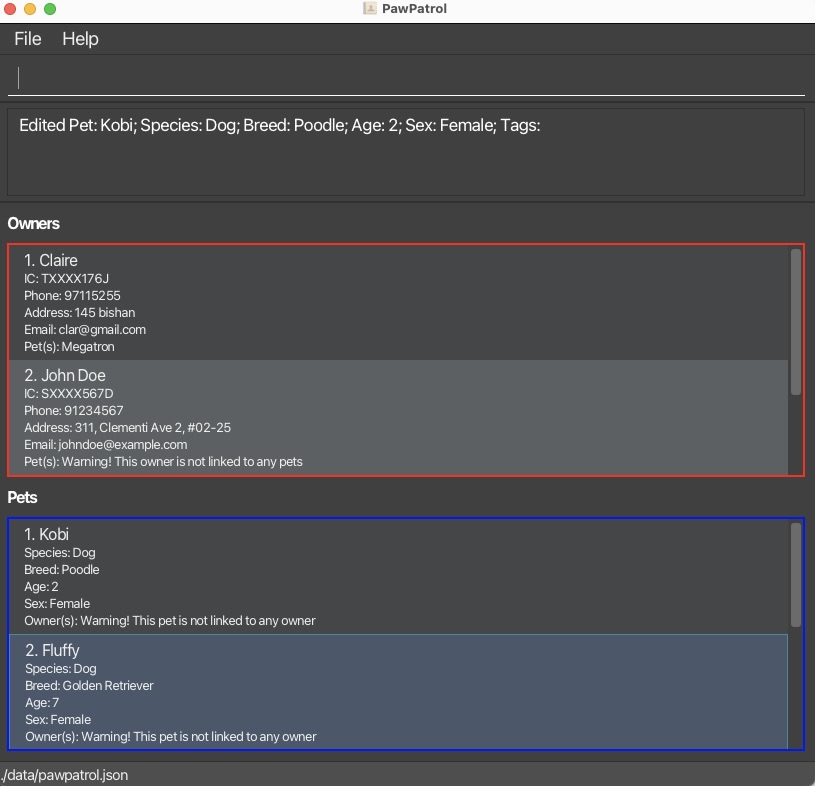 PawPatrol
File Help
Edited Pet: Kobi; Species: Dog; Breed: Poodle; Age: 2; Sex: Female; Tags:
Owners
1. Claire
IC: TXXXX176J
Phone: 97115255
Address: 145 bishan
Email: clar@gmail.com
Pet(s): Megatron
2. John Doe
IC: SXXXX567D
Phone: 91234567
Address: 311, Clementi Ave 2, #02-25
Email: johndoe@example.com
Pet(s): Warning! This owner is not linked to any pets
Pets
1. Kobi
Species: Dog
Breed: Poodle
Age: 2
Sex: Female
Owner(s): Warning! This pet is not linked to any owner
2. Fluffy
Species: Dog
Breed: Golden Retriever
Age: 7
Sex: Female
Owner(s): Warning! This pet is not linked to any owner
./data/pawpatrol.json